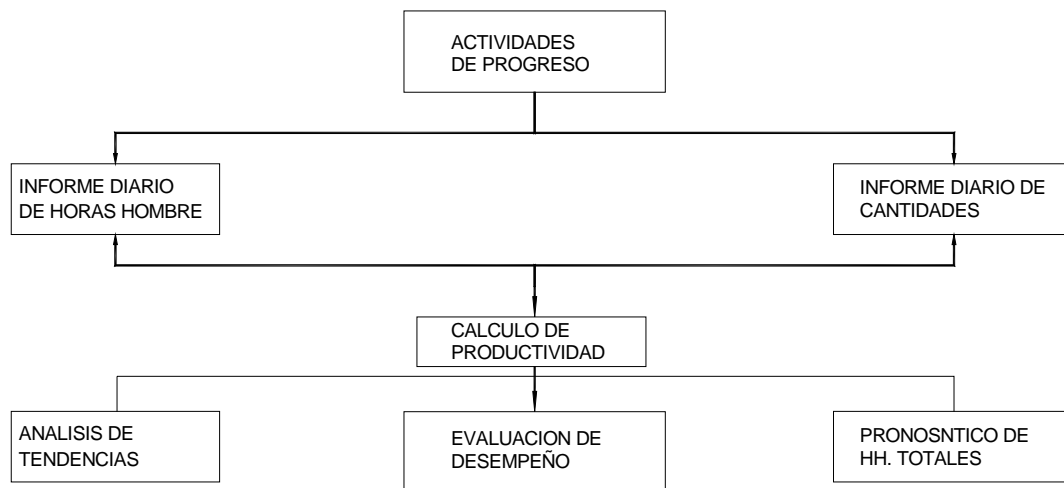 ACTIVIDADES
DE PROGRESO
INFORME DIARIO
DE HORAS HOMBRE
INFORME DIARIO DE
CANTIDADES
CALCULO DE
PRODUCTIVIDAD
ANALISIS DE
TENDENCIAS
EVALUACION DE
DESEMPEÑO
PRONOSNTICO DE
HH. TOTALES